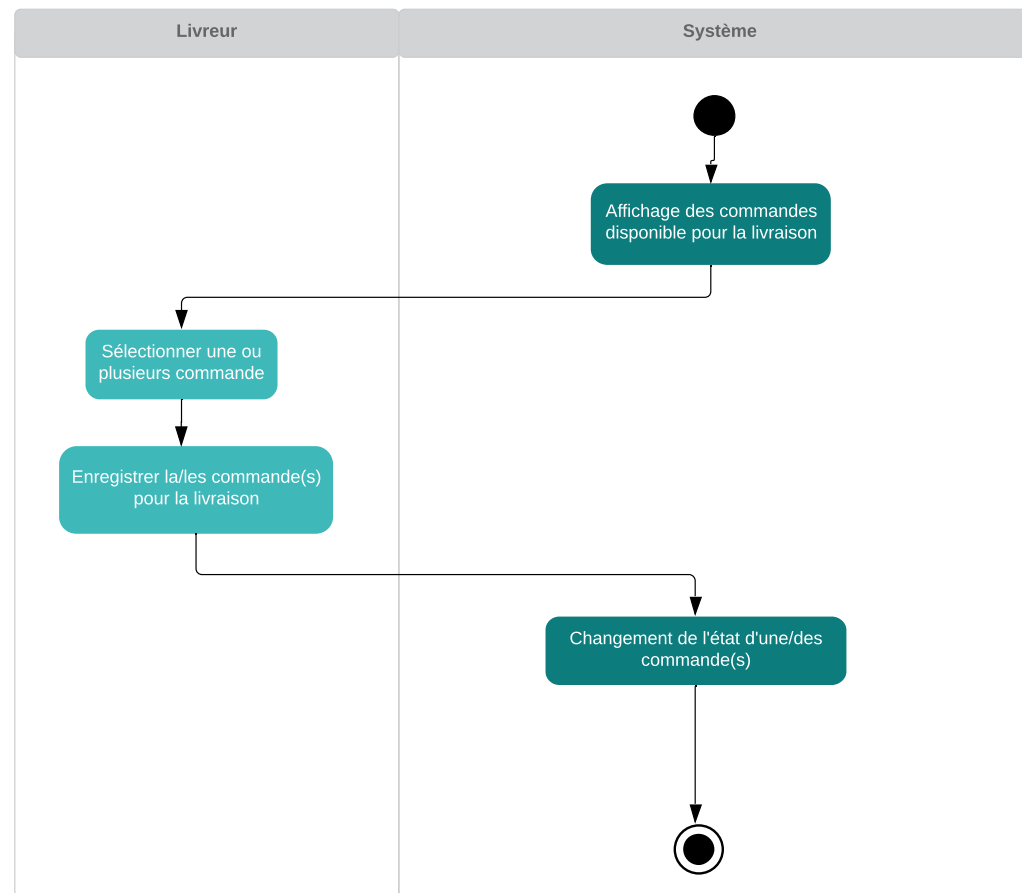 Livreur
Système
Affichage des commandes
disponible pour la livraison
Sélectionner une ou
plusieurs commande
Enregistrer la/les commande(s)
pour la livraison
Changement de l'état d'une/des
commande(s)